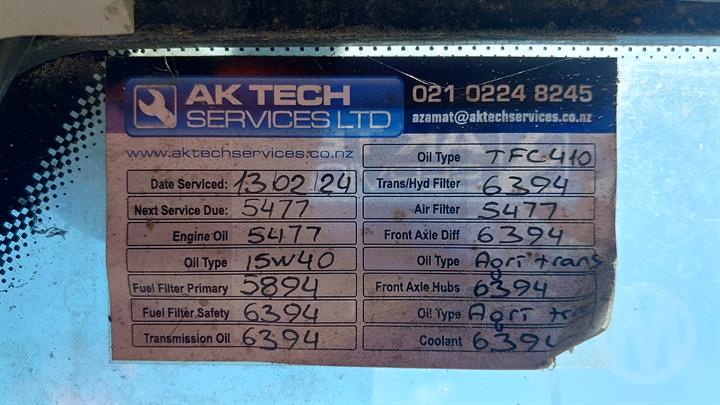 AK TECH
SERVICES LTD
021 0224 8245
azamat@aktechservices.co.nz
www.aktechservices.co.nz
Date Serviced: 13/02/24
Next Service Due: 5477
Engine Oil 5477
Oil Type 15W40
Fuel Filter Primary 5894
Fuel Filter Safety 6394
Transmission Oil 6394
Oil Type TFC410
Trans/Hyd Filter 6394
Air Filter 5477
Front Axle Diff 6394
Oil Type Agri trans
Front Axle Hubs 6394
Oil Type Agri
Coolant 6394
M